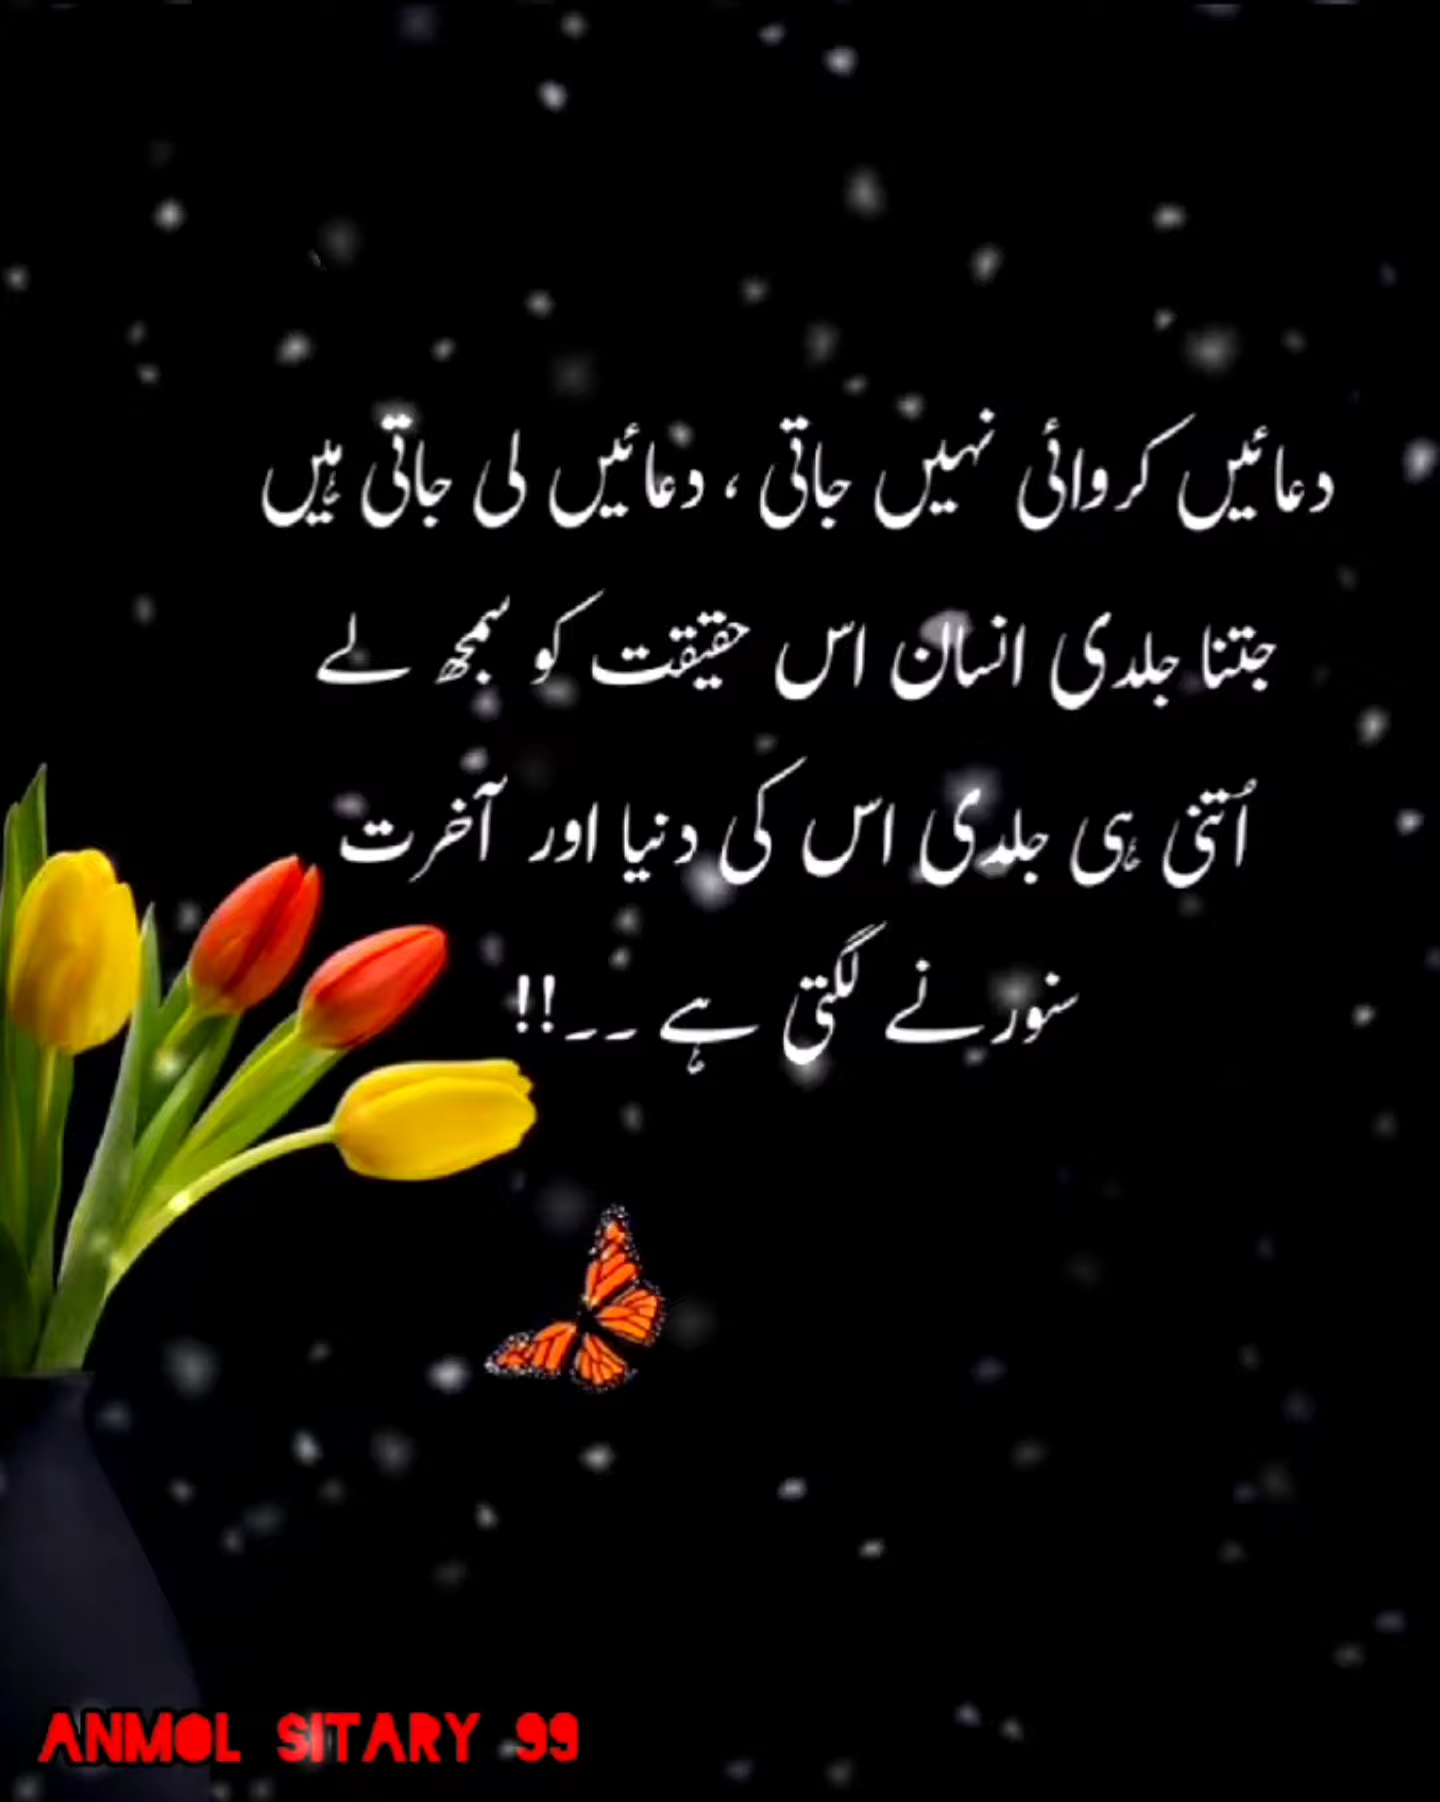 دعائیں کروائی نہیں جاتی ، دعائیں لی جاتی ہیں
جتنا جلدی انسان اس حقیقت کو سمجھ لے
اُتنی ہی جلدی اس کی دنیا اور آخرت
سنورنے لگتی ہے ۔۔!!
ANMOL SITARY .99